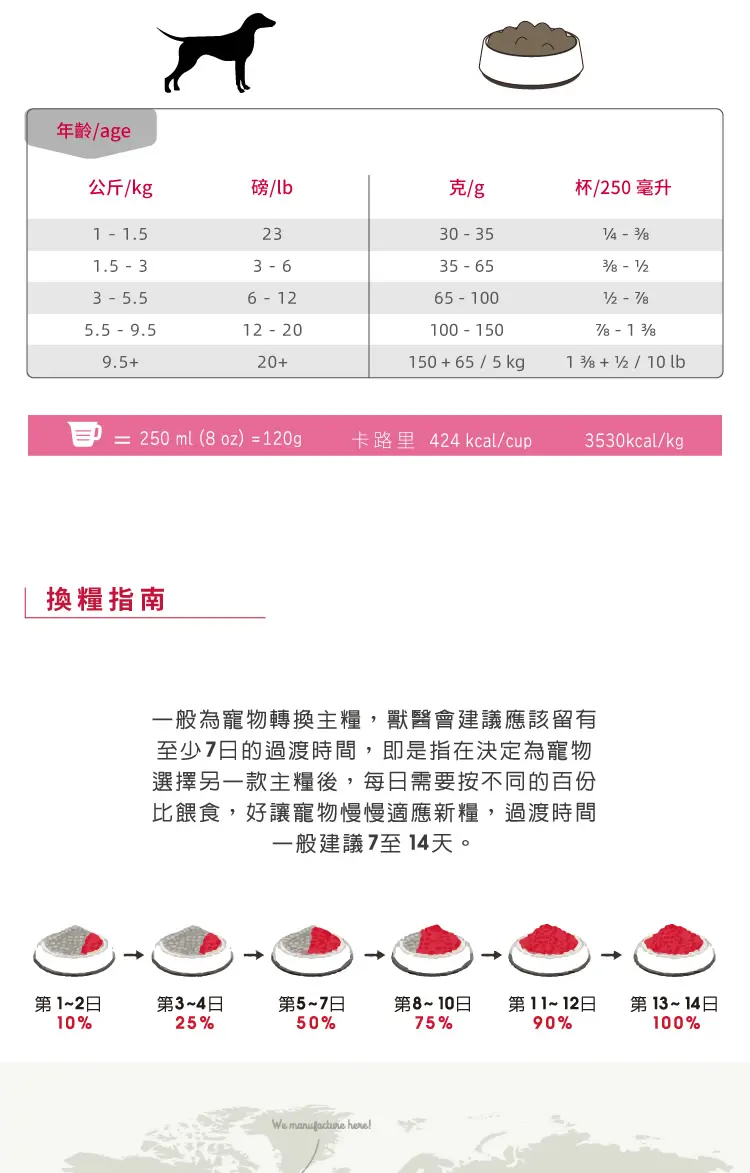 年齡/age
公斤/kg 磅/lb 克/g 杯/250 毫升
1 - 1.5 23 30 - 35 ¼ - ⅜
1.5 - 3 3 - 6 35 - 65 ⅜ - ½
3 - 5.5 6 - 12 65 - 100 ½ - ⅞
5.5 - 9.5 12 - 20 100 - 150 ⅞ - 1 ⅜
9.5+ 20+ 150 + 65 / 5 kg 1 ⅜ + ½ / 10 lb
= 250 ml (8 oz) =120g 卡路里 424 kcal/cup 3530kcal/kg
換糧指南
一般為寵物轉換主糧，獸醫會建議應該留有
至少7日的過渡時間，即是指在決定為寵物
選擇另一款主糧後，每日需要按不同的百份
比餵食，好讓寵物慢慢適應新糧，過渡時間
一般建議7至 14天。
第 1~2日 第3~4日 第5~7日 第8~ 10日 第 11~ 12日 第 13~ 14日
10% 25% 50% 75% 90% 100%
We manufacture here!